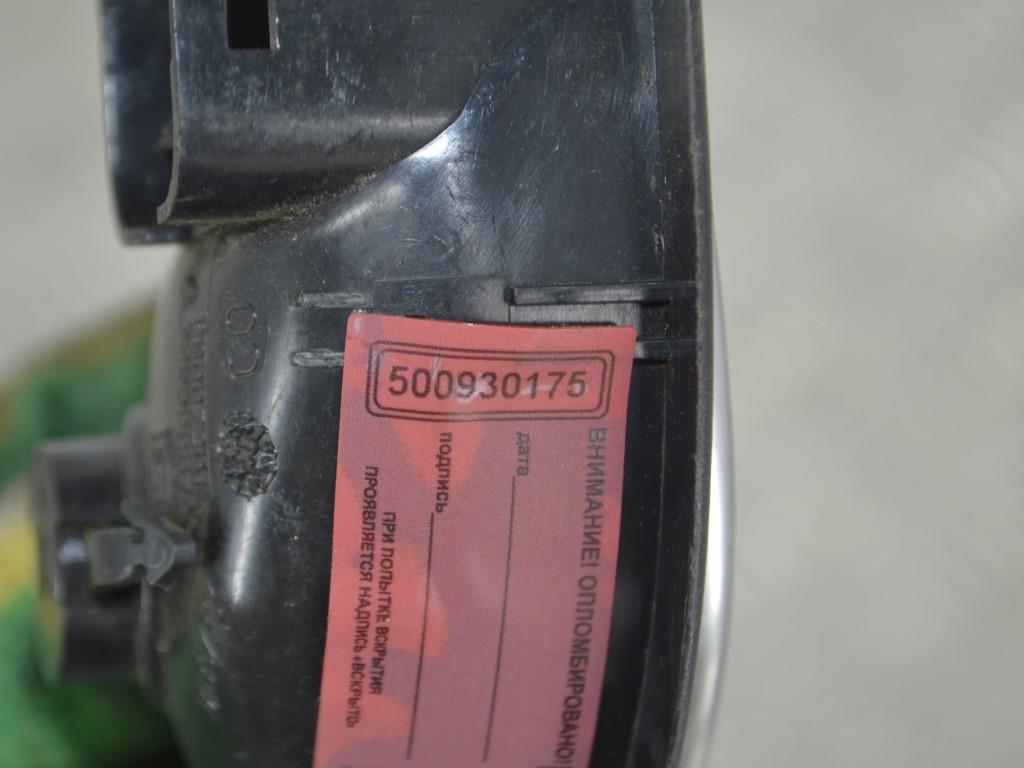 500930175
ВНИМАНИЕ! ОПЛОМБИРОВАНО!
дата
подпись
ПРИ ПОПЫТКЕ ВСКРЫТИЯ
ПРОЯВЛЯЕТСЯ НАДПИСЬ «ВСКРЫТО»